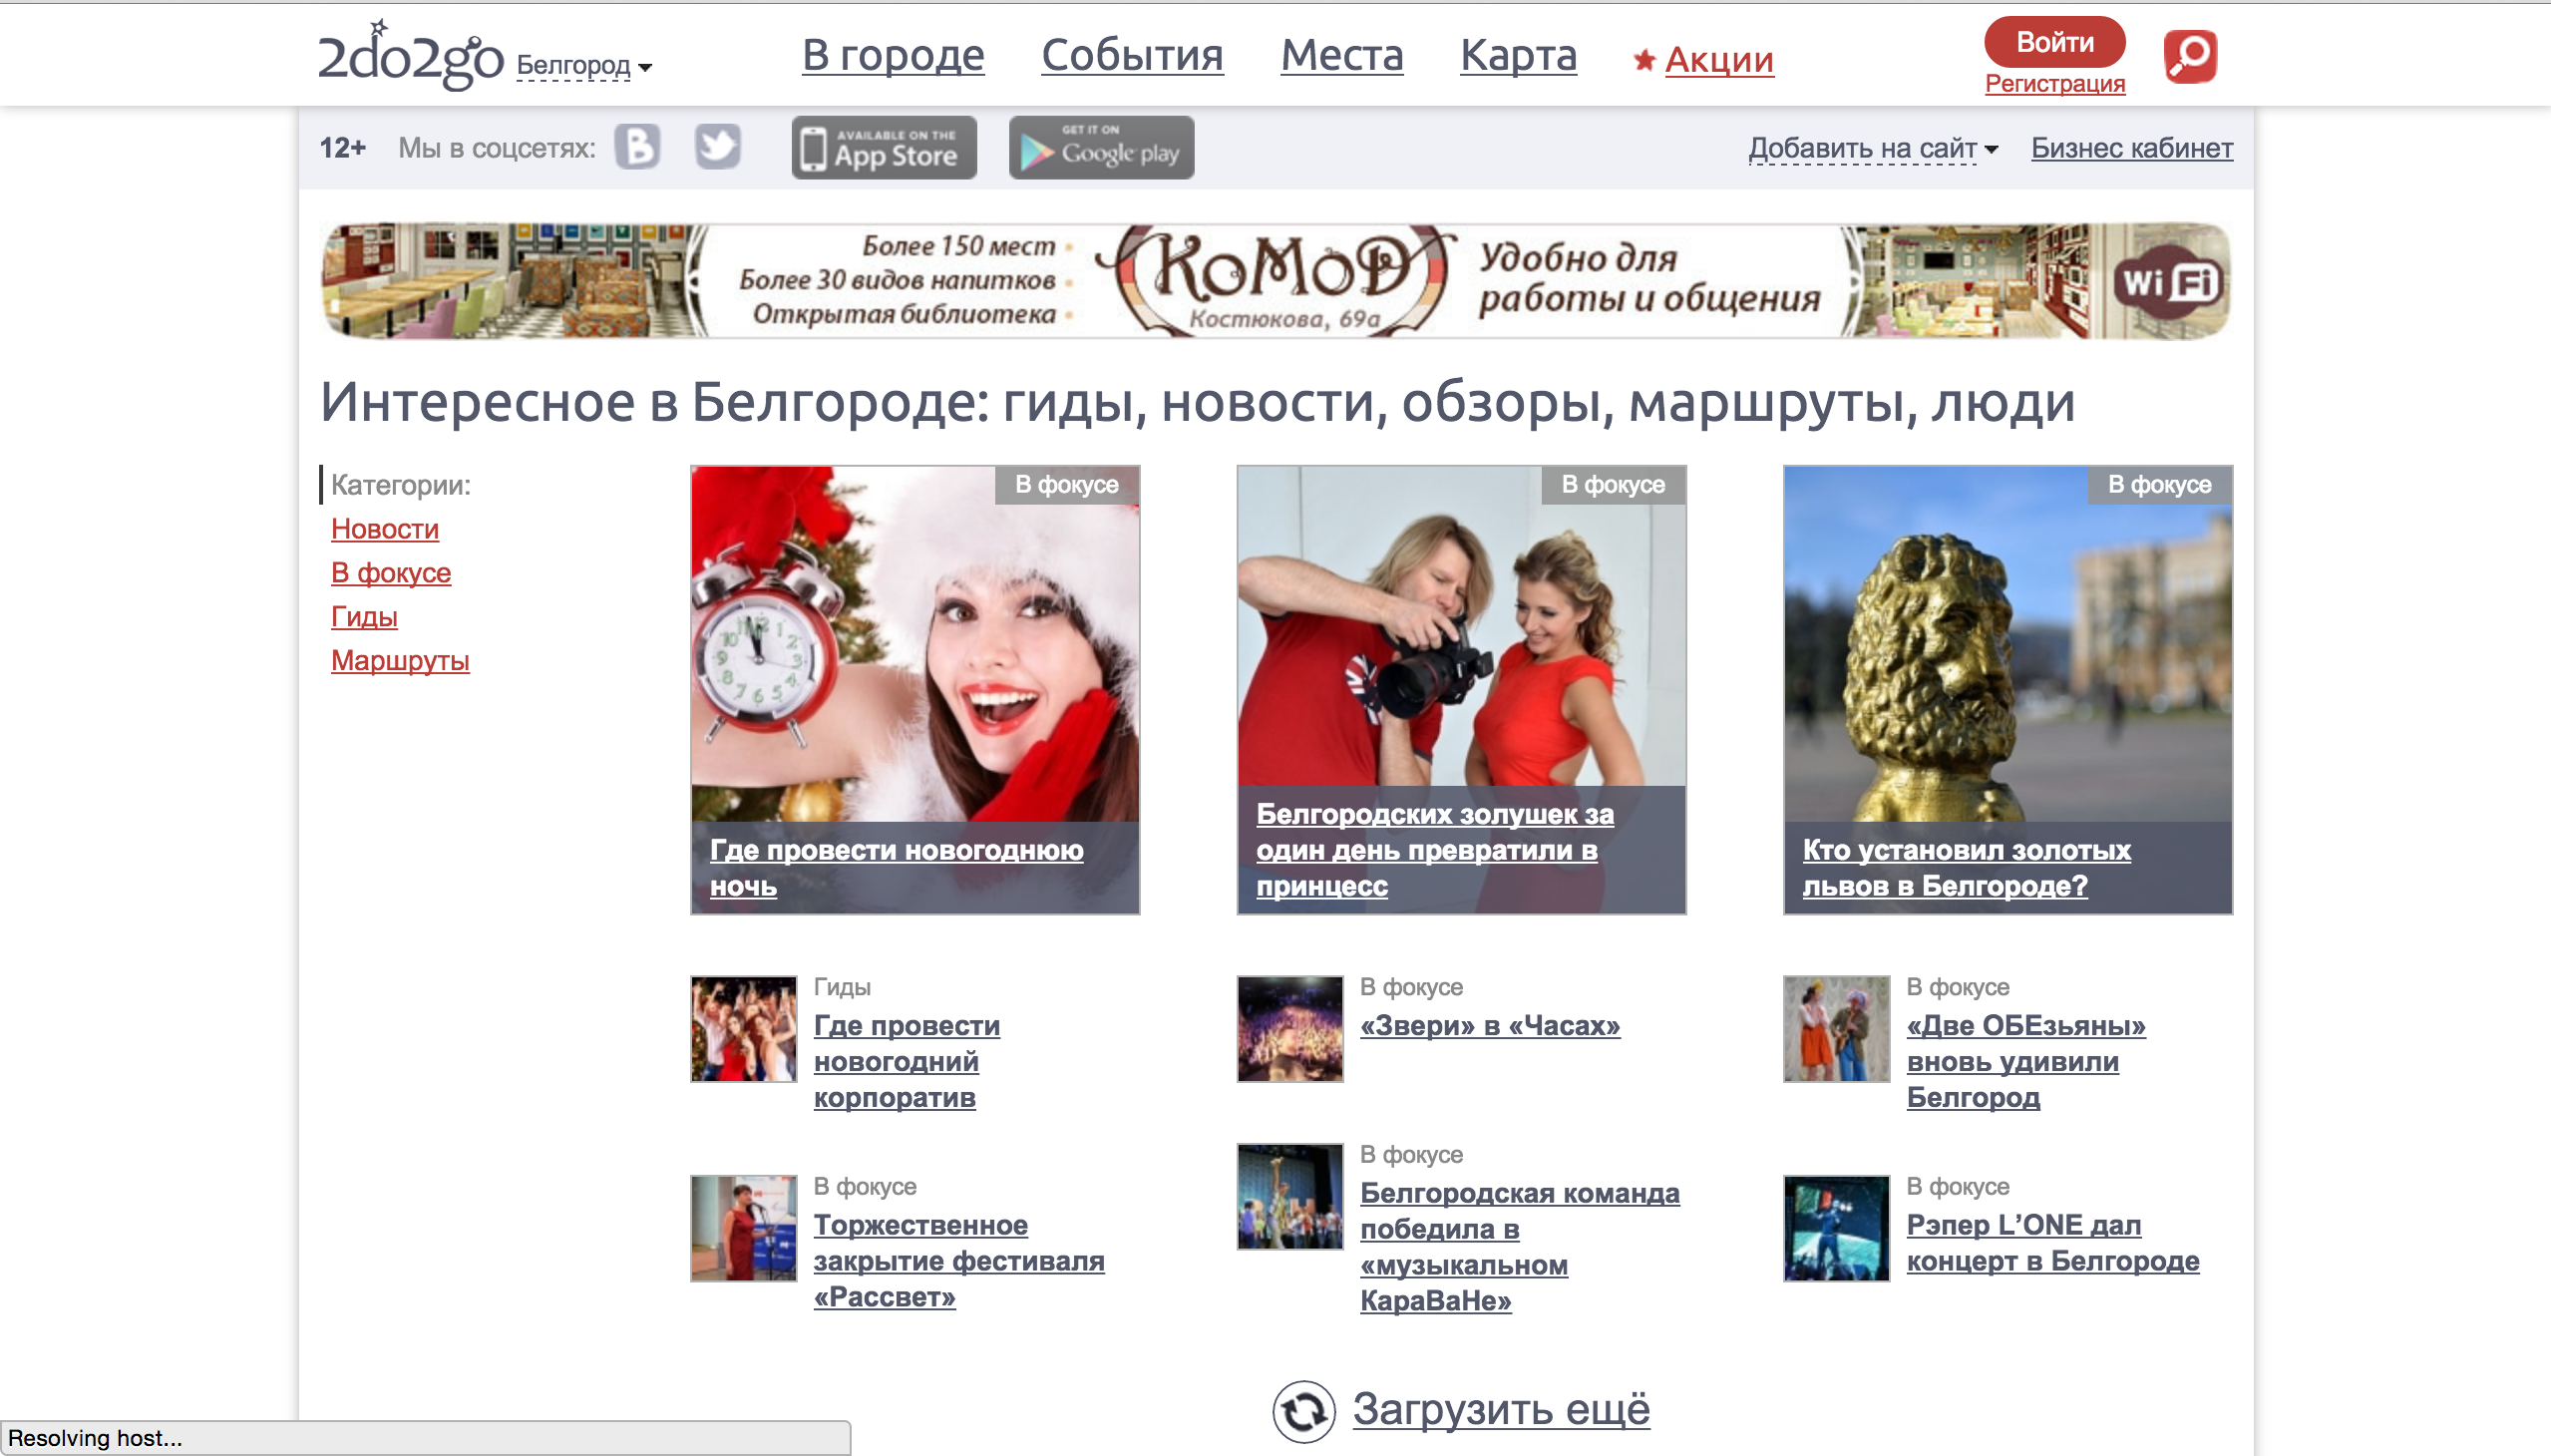 2do2go
Белгород
В городе
События
Места
Карта
Акции
Войти
Регистрация
12+
Мы в соцсетях:
B
AVAILABLE ON THE
App Store
GET IT ON
Google play
Добавить на сайт
Бизнес кабинет
Более 150 мест •
Более 30 видов напитков •
Открытая библиотека •
КоМоД
Костюкова, 69а
Удобно для
работы и общения
Wi Fi
Интересное в Белгороде: гиды, новости, обзоры, маршруты, люди
Категории:
Новости
В фокусе
Гиды
Маршруты
В фокусе
Где провести новогоднюю
ночь
В фокусе
Белгородских золушек за
один день превратили в
принцесс
В фокусе
Кто установил золотых
львов в Белгороде?
Гиды
Где провести
новогодний
корпоратив
В фокусе
«Звери» в «Часах»
В фокусе
«Две ОБЕзьяны»
вновь удивили
Белгород
В фокусе
Торжественное
закрытие фестиваля
«Рассвет»
В фокусе
Белгородская команда
победила в
«музыкальном
КараВаНе»
В фокусе
Рэпер L’ONE дал
концерт в Белгороде
Загрузить ещё
Resolving host...